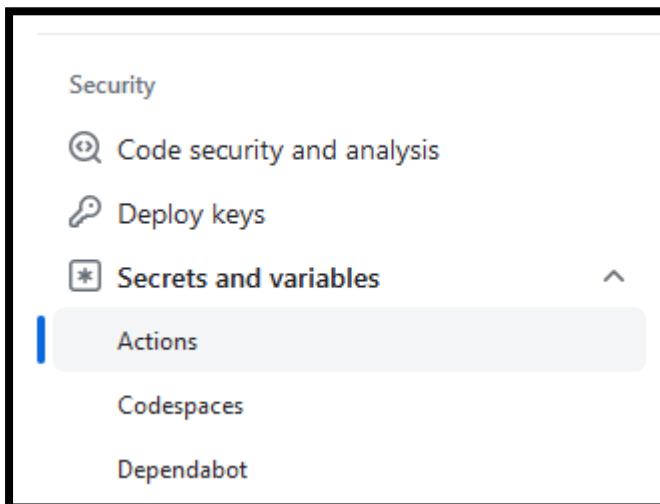 Security
Code security and analysis
Deploy keys
Secrets and variables
Actions
Codespaces
Dependabot